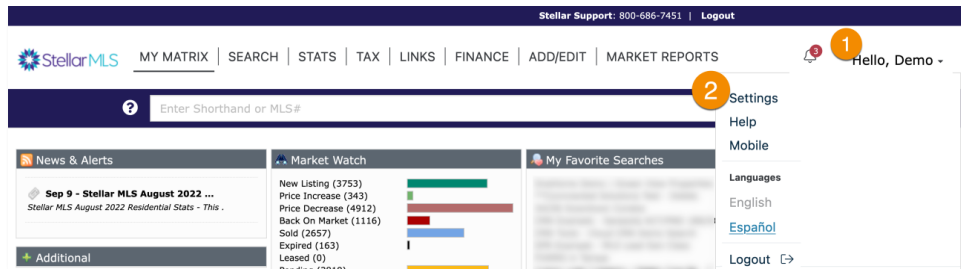 Stellar Support: 800-686-7451 | Logout
StellarMLS MY MATRIX | SEARCH | STATS | TAX | LINKS | FINANCE | ADD/EDIT | MARKET REPORTS 3 1 Hello, Demo
? Enter Shorthand or MLS#
2 Settings
Help
Mobile
Languages
English
Español
Logout
News & Alerts
Sep 9 - Stellar MLS August 2022 ...
Stellar MLS August 2022 Residential Stats - This .
Additional
Market Watch
New Listing (3753)
Price Increase (343)
Price Decrease (4912)
Back On Market (1116)
Sold (2657)
Expired (163)
Leased (0)
My Favorite Searches